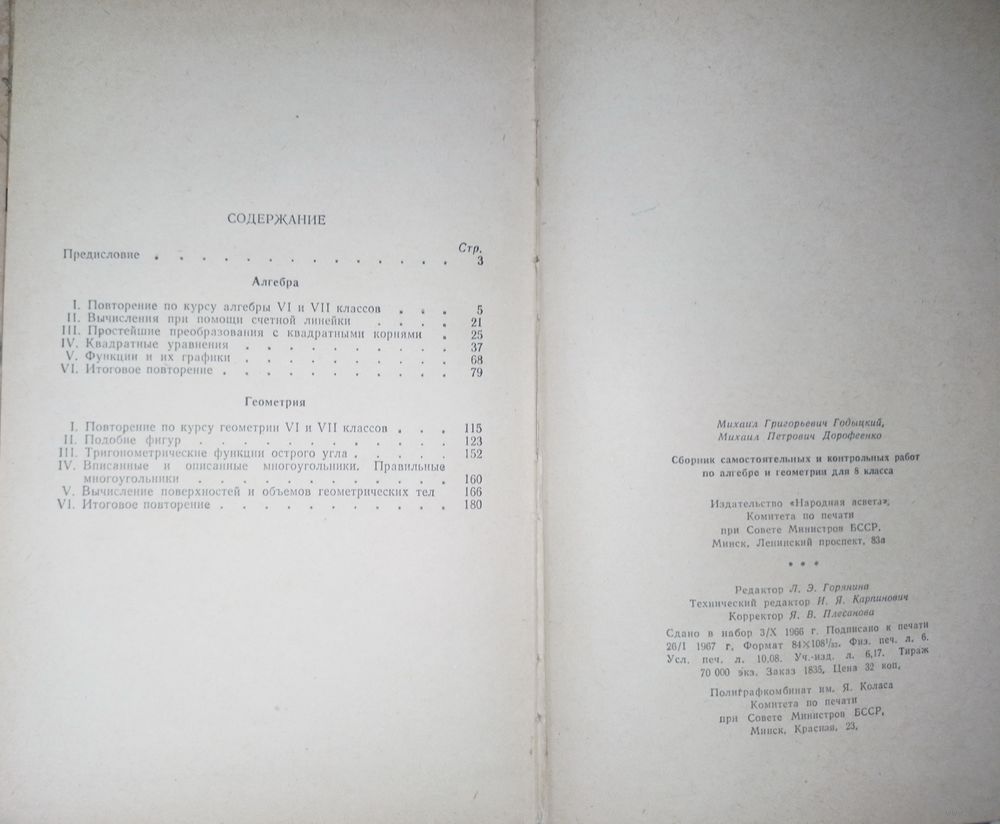 СОДЕРЖАНИЕ
Стр.
Предисловие . . . . . . . . . . . . . 3
Алгебра
I. Повторение по курсу алгебры VI и VII классов . . . 5
II. Вычисления при помощи счетной линейки . . . . 21
III. Простейшие преобразования с квадратными корнями . 25
IV. Квадратные уравнения . . . . . . . . . 37
V. Функции и их графики . . . . . . . . . 68
VI. Итоговое повторение . . . . . . . . . . 79
Геометрия
I. Повторение по курсу геометрии VI и VII классов . . . 115
II. Подобие фигур . . . . . . . . . . . 123
III. Тригонометрические функции острого угла . . . . . 152
IV. Вписанные и описанные многоугольники. Правильные
многоугольники . . . . . . . . . . . 160
V. Вычисление поверхностей и объемов геометрических тел 166
VI. Итоговое повторение . . . . . . . . . . 180
Михаил Григорьевич Годыцкий,
Михаил Петрович Дорофеенко
Сборник самостоятельных и контрольных работ
по алгебре и геометрии для 8 класса
Издательство «Народная асвета»,
Комитета по печати
при Совете Министров БССР.
Минск, Ленинский проспект, 83а
* * *
Редактор Л. Э. Горянина
Технический редактор И. Я. Карпинович
Корректор Я. В. Плесанова
Сдано в набор 3/X 1966 г. Подписано к печати
26/I 1967 г. Формат 84×108¹/₃₂. Физ. печ. л. 6.
Усл. печ. л. 10.08. Уч.-изд. л. 6,17. Тираж
70 000 экз. Заказ 1835. Цена 32 коп.
Полиграфкомбинат им. Я. Коласа
Комитета по печати
при Совете Министров БССР,
Минск, Красная, 23.